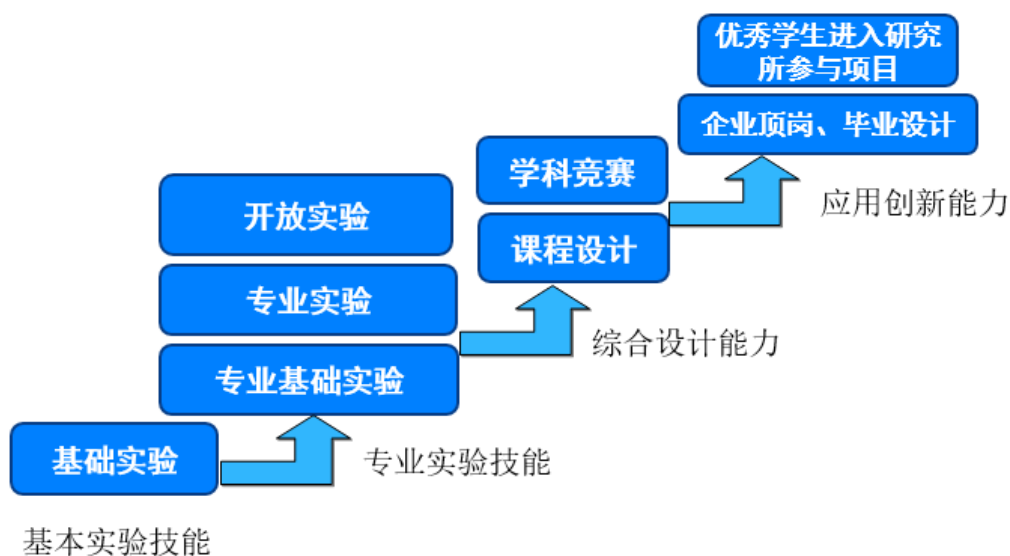 优秀学生进入研究
所参与项目
企业顶岗、毕业设计
学科竞赛
应用创新能力
开放实验
课程设计
专业实验
综合设计能力
专业基础实验
基础实验
专业实验技能
基本实验技能